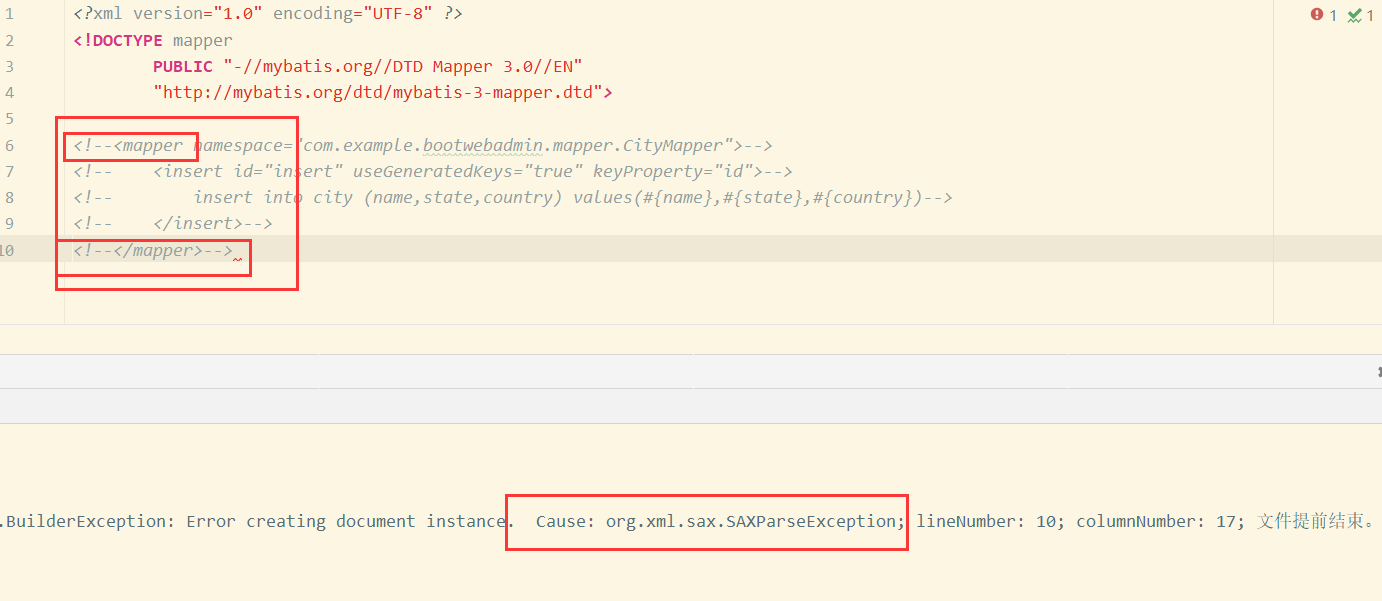 1 <?xml version="1.0" encoding="UTF-8" ?>
2 <!DOCTYPE mapper
3         PUBLIC "-//mybatis.org//DTD Mapper 3.0//EN"
4         "http://mybatis.org/dtd/mybatis-3-mapper.dtd">
5
6 <!--<mapper namespace="com.example.bootwebadmin.mapper.CityMapper">-->
7 <!--    <insert id="insert" useGeneratedKeys="true" keyProperty="id">-->
8 <!--        insert into city (name,state,country) values(#{name},#{state},#{country})-->
9 <!--    </insert>-->
10 <!--</mapper>-->
1 1
.BuilderException: Error creating document instance.  Cause: org.xml.sax.SAXParseException; lineNumber: 10; columnNumber: 17; 文件提前结束。